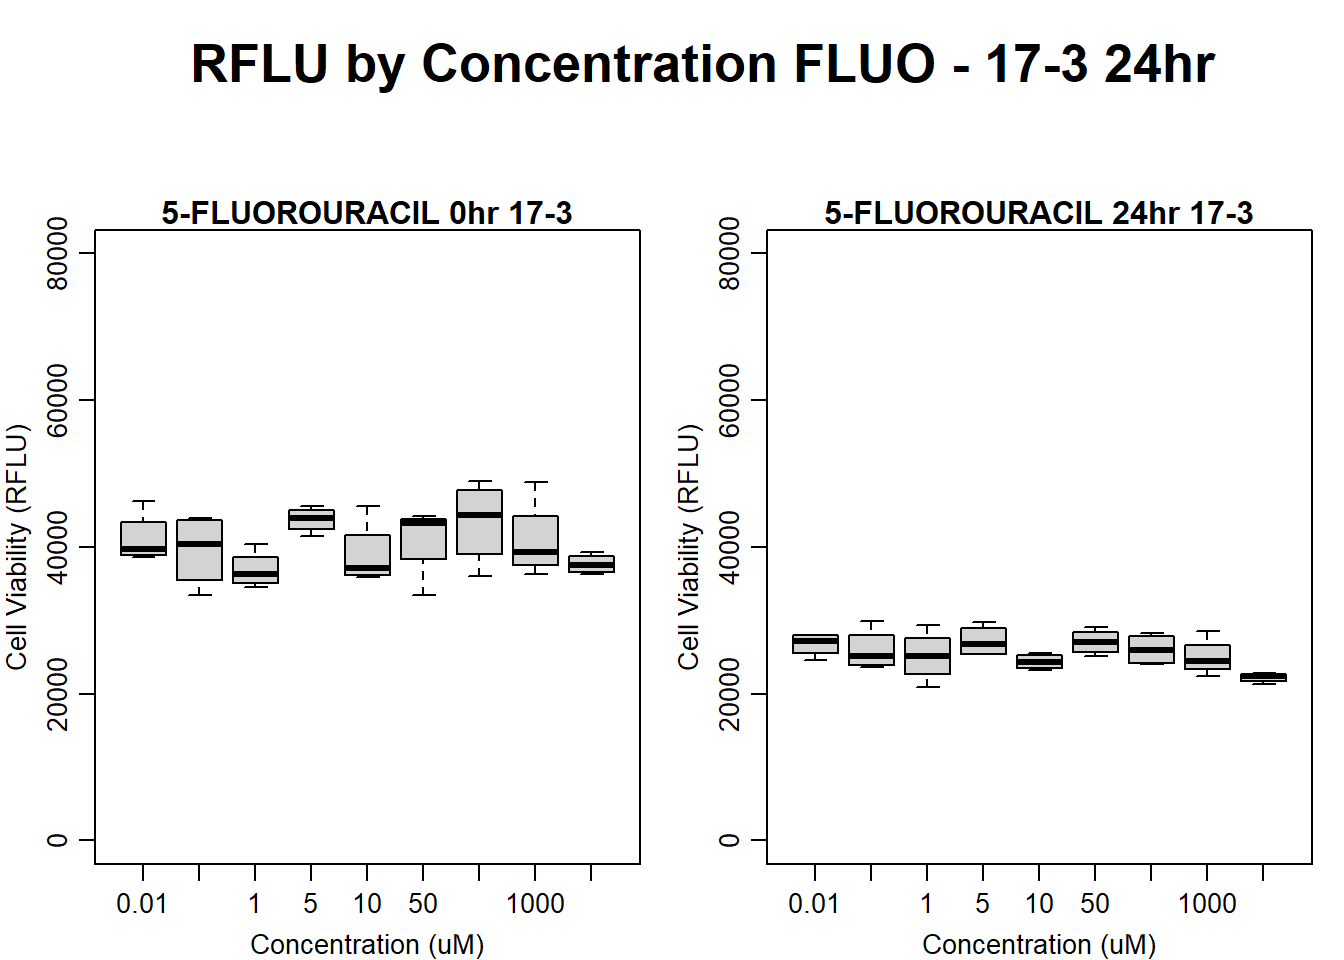 RFLU by Concentration FLUO - 17-3 24hr
5-FLUOROURACIL 0hr 17-3
Cell Viability (RFLU)
80000
60000
40000
20000
0
0.01 1 5 10 50 1000
Concentration (uM)
5-FLUOROURACIL 24hr 17-3
Cell Viability (RFLU)
80000
60000
40000
20000
0
0.01 1 5 10 50 1000
Concentration (uM)